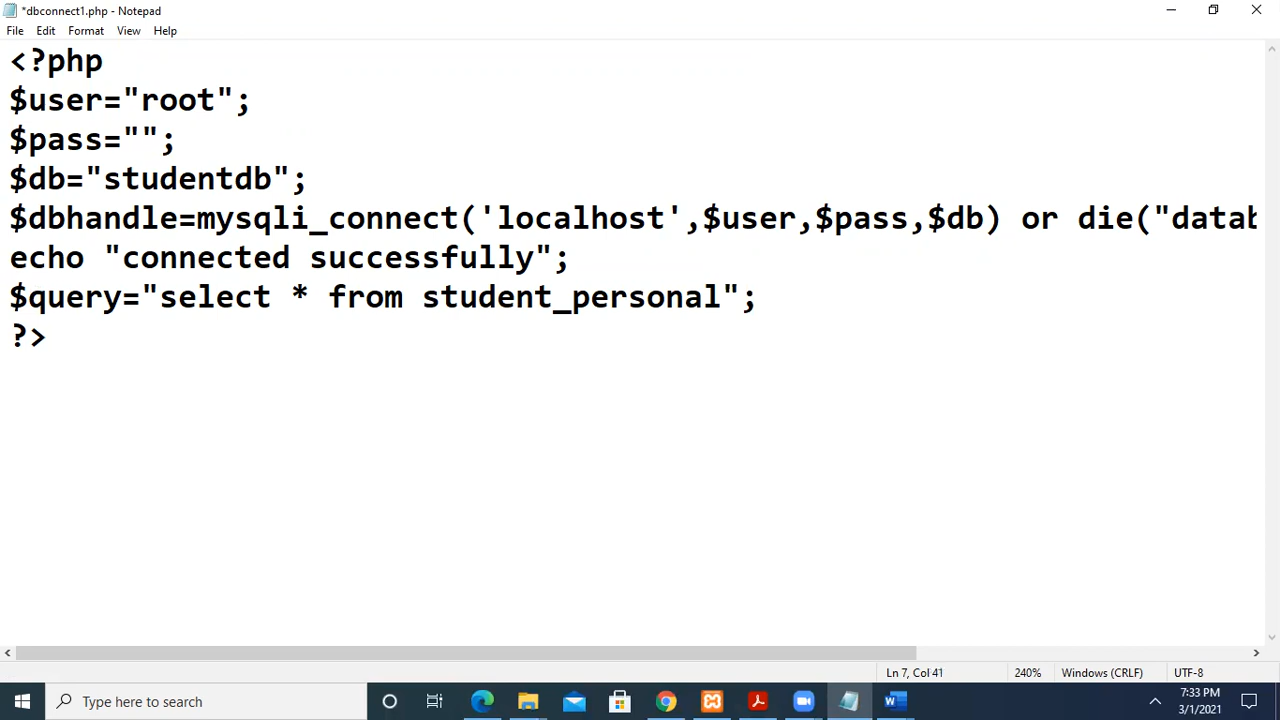 *dbconnect1.php - Notepad
File Edit Format View Help
<?php
$user="root";
$pass="";
$db="studentdb";
$dbhandle=mysqli_connect('localhost',$user,$pass,$db) or die("datab
echo "connected successfully";
$query="select * from student_personal";
?>
Ln 7, Col 41 240% Windows (CRLF) UTF-8
Type here to search
7:33 PM
3/1/2021